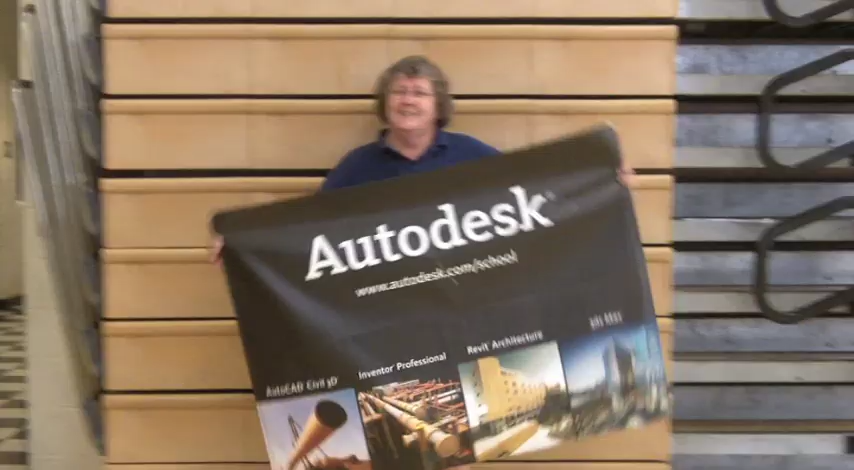 Autodesk
www.autodesk.com/school
AutoCAD Civil 3D
Inventor Professional
Revit Architecture